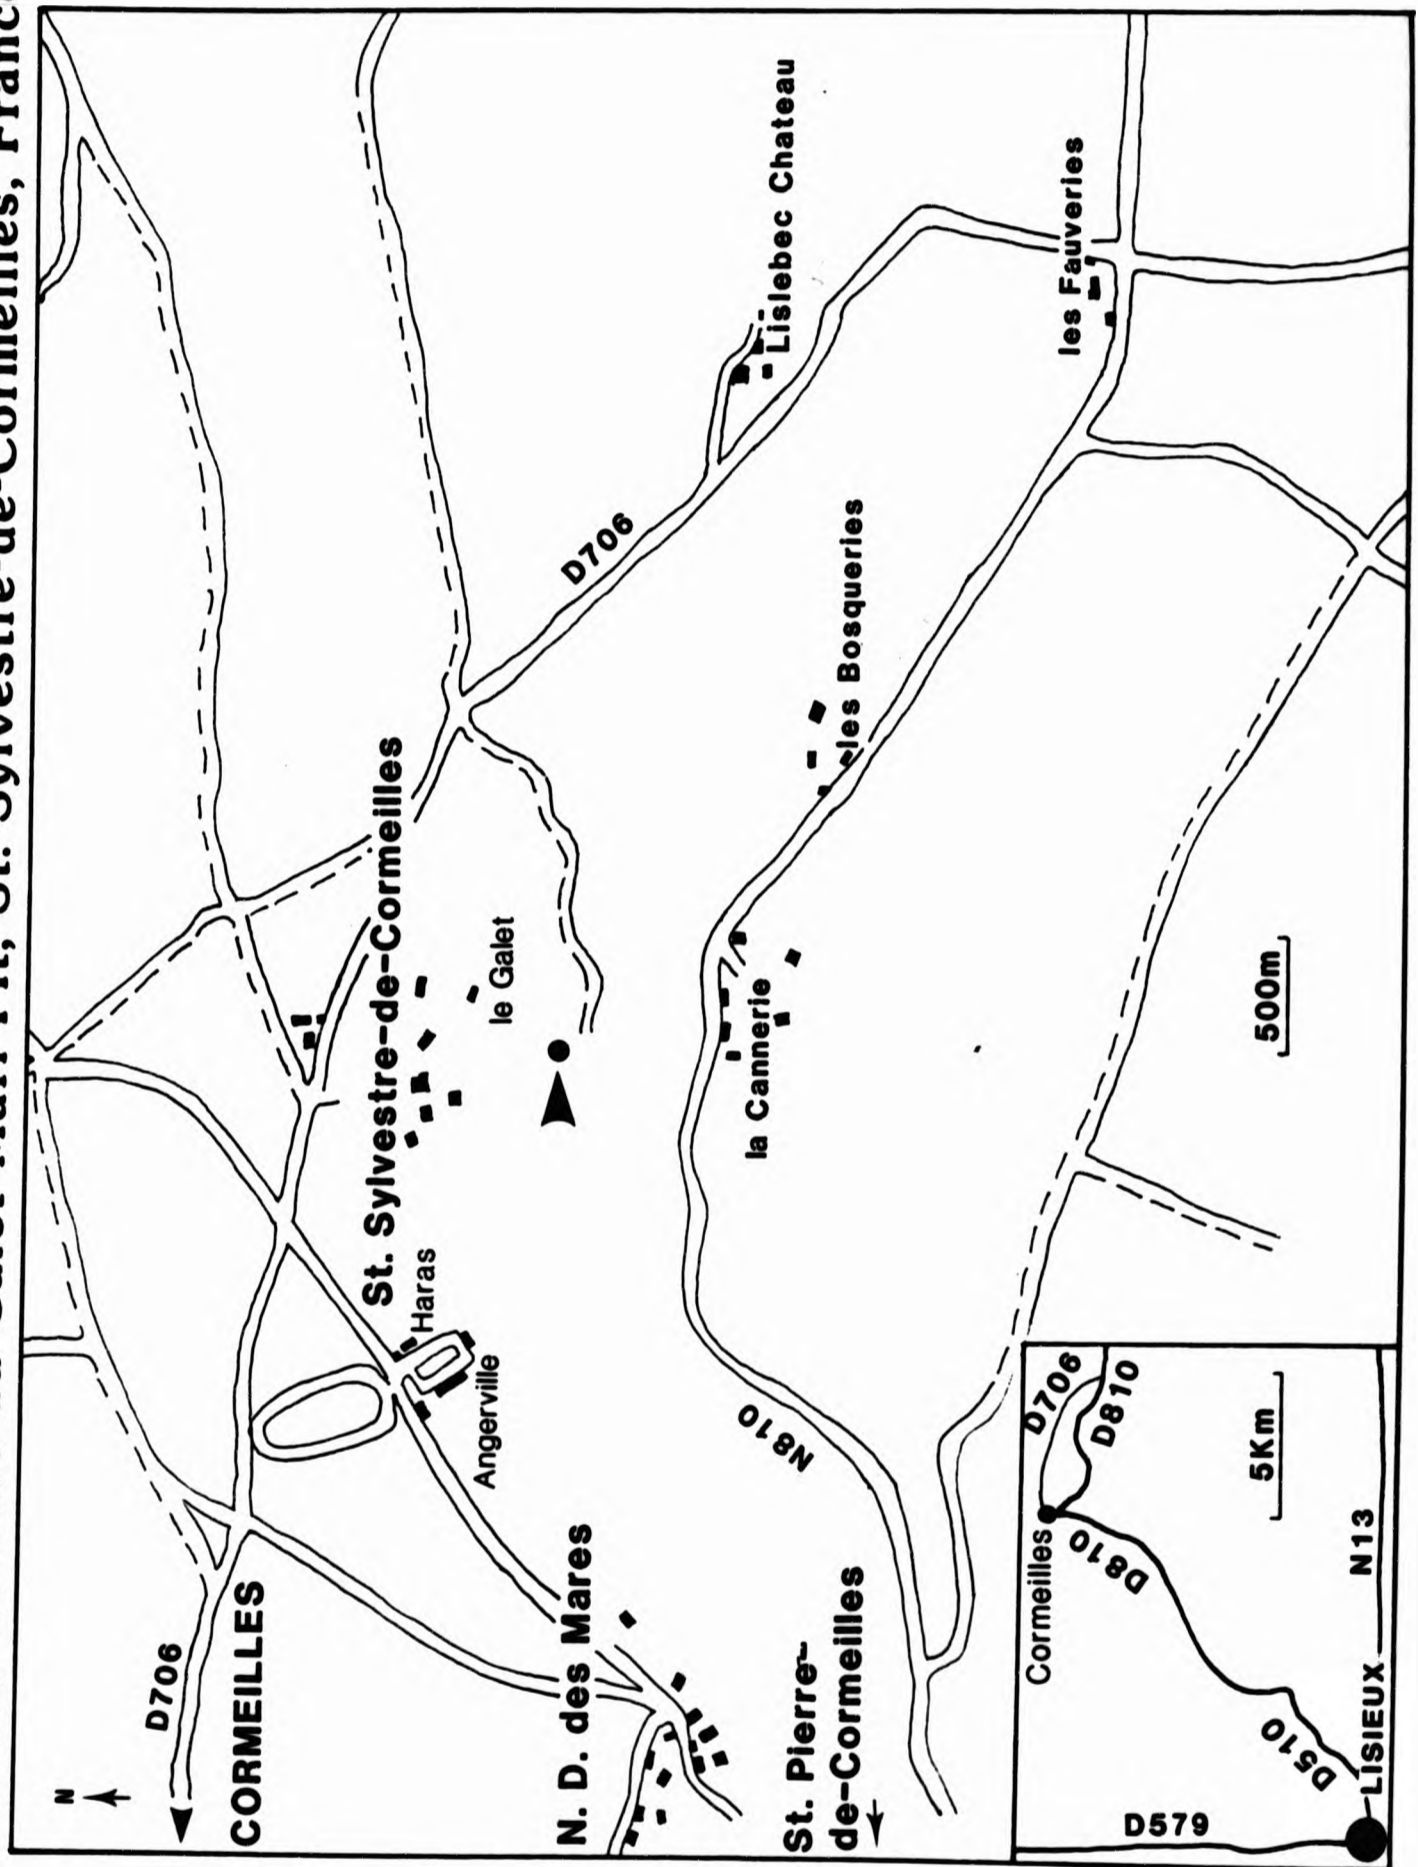 St. Sylvestre-de-Cormeilles, France
N
D706
CORMEILLES
N. D. des Mares
St. Pierre-
de-Cormeilles
Angerville
Haras
St. Sylvestre-de-Cormeilles
le Galet
D706
Lislebec Chateau
la Cannerie
les Bosqueries
les Fauveries
N810
500m
Cormeilles
D706
D810
D810
D510
D579
LISIEUX
N13
5Km